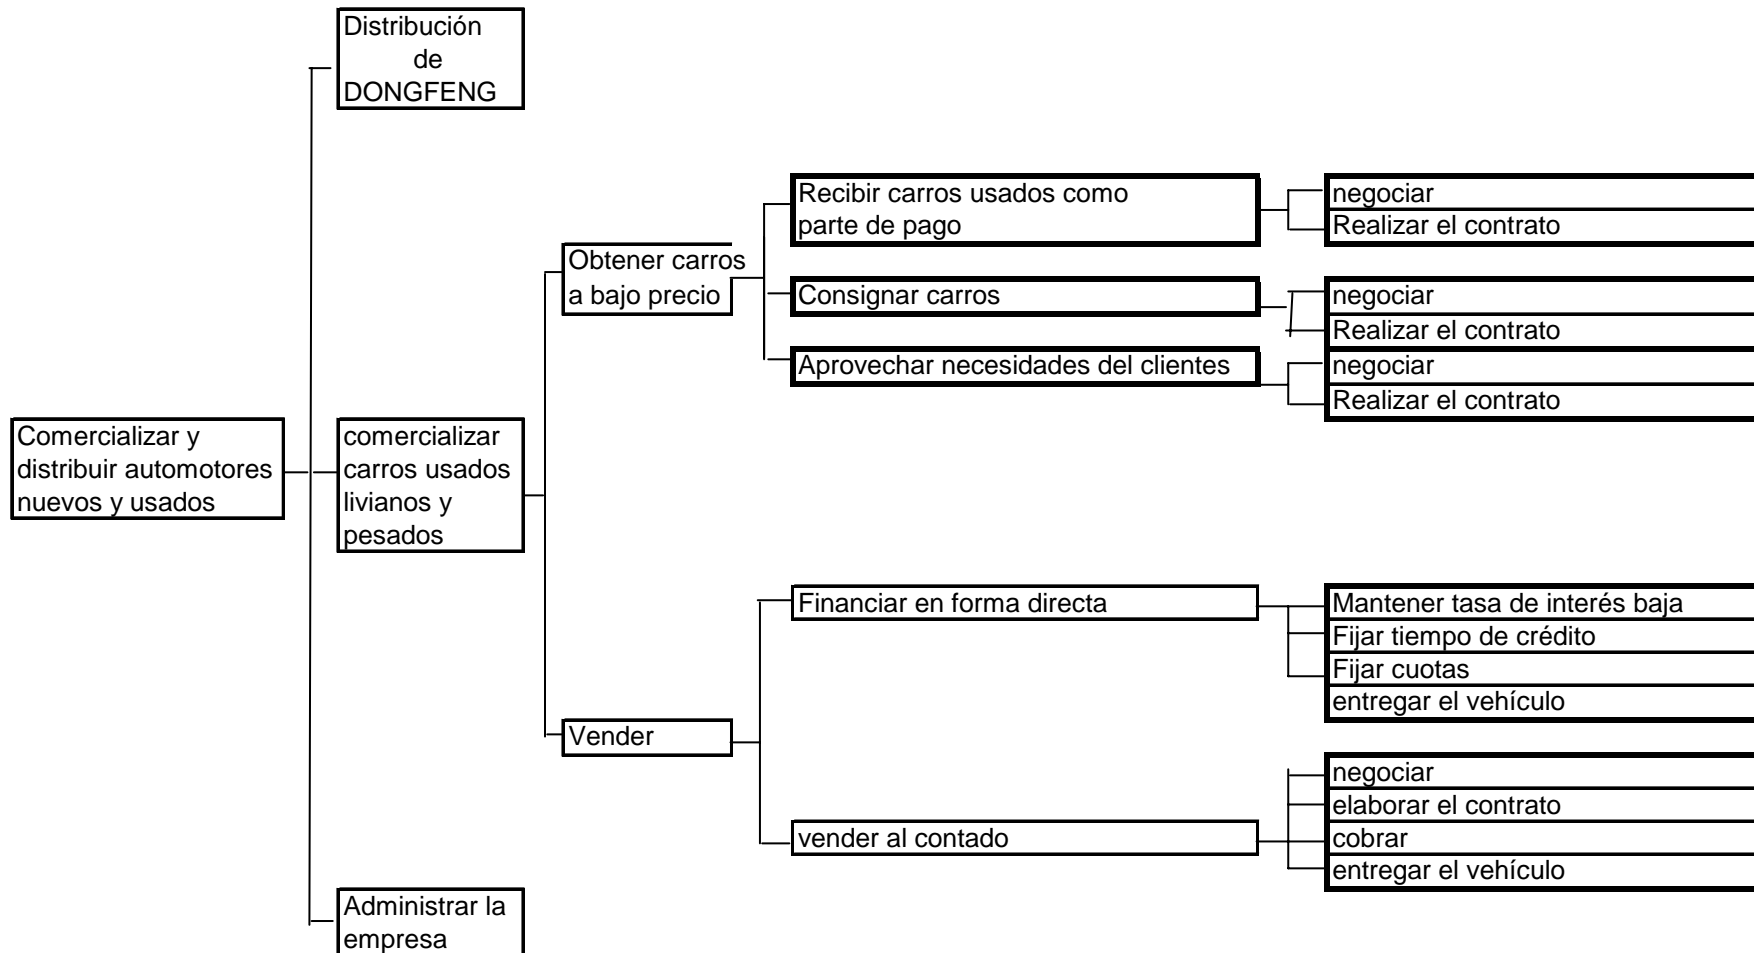 Distribución
de
DONGFENG
Recibir carros usados como
parte de pago
negociar
Realizar el contrato
Obtener carros
a bajo precio
Consignar carros
negociar
Realizar el contrato
Aprovechar necesidades del clientes
negociar
Realizar el contrato
Comercializar y
distribuir automotores
nuevos y usados
comercializar
carros usados
livianos y
pesados
Financiar en forma directa
Mantener tasa de interés baja
Fijar tiempo de crédito
Fijar cuotas
entregar el vehículo
Vender
negociar
elaborar el contrato
vender al contado
cobrar
entregar el vehículo
Administrar la
empresa